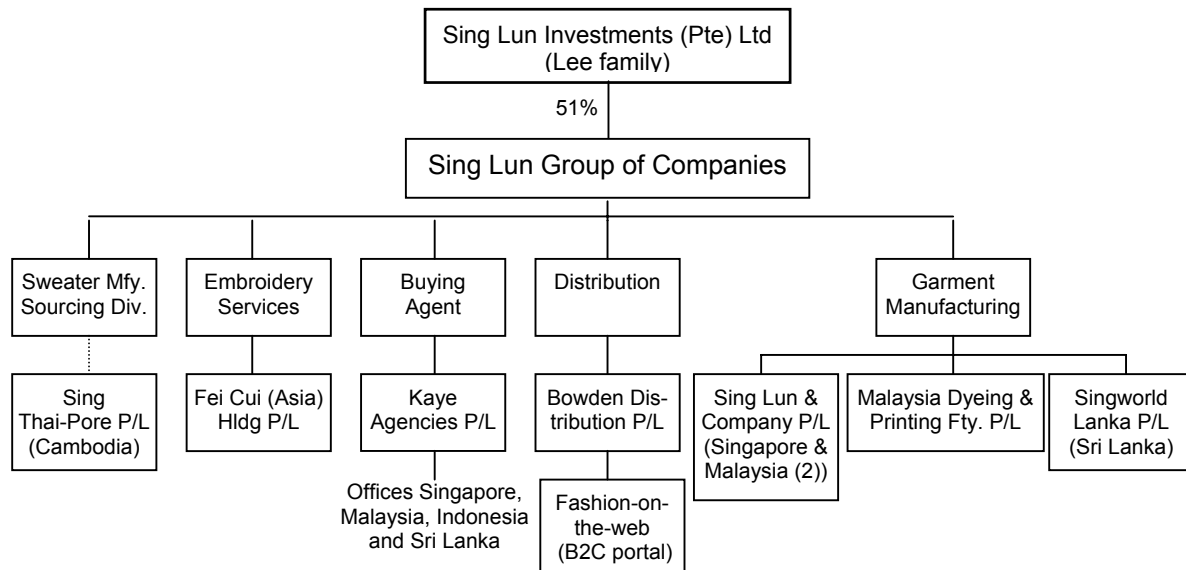 Sing Lun Investments (Pte) Ltd
(Lee family)
51%
Sing Lun Group of Companies
Sweater Mfy.
Sourcing Div.
Embroidery
Services
Buying
Agent
Distribution
Garment
Manufacturing
Sing
Thai-Pore P/L
(Cambodia)
Fei Cui (Asia)
Hldg P/L
Kaye
Agencies P/L
Bowden Dis-
tribution P/L
Sing Lun &
Company P/L
(Singapore &
Malaysia (2))
Malaysia Dyeing &
Printing Fty. P/L
Singworld
Lanka P/L
(Sri Lanka)
Offices Singapore,
Malaysia, Indonesia
and Sri Lanka
Fashion-on-
the-web
(B2C portal)